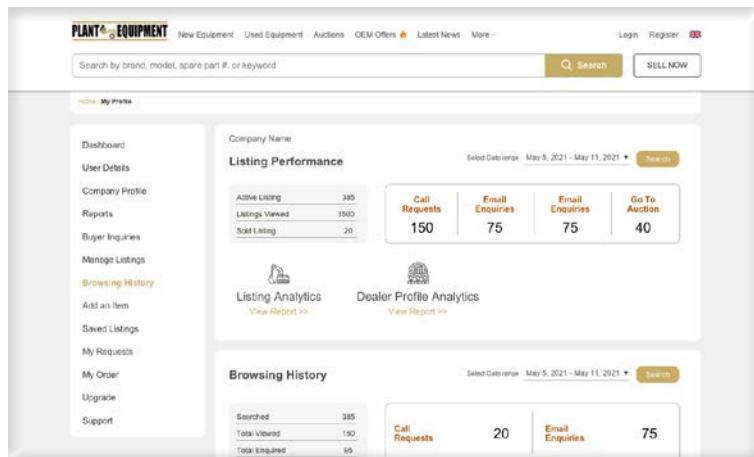 PLANT & EQUIPMENT
New Equipment Used Equipment Auctions OEM Offers Latest News More
Login Register
Search by brand, model, spare part #, or keyword
Search
SELL NOW
Home / My Profile
Dashboard
User Details
Company Profile
Reports
Buyer Inquiries
Manage Listings
Browsing History
Add an Item
Saved Listings
My Requests
My Order
Upgrade
Support
Company Name
Listing Performance
Select Date range May 5, 2021 - May 11, 2021 ▾ Search
Active Listing 385
Listings Viewed 1500
Sold Listing 20
Call Requests 150
Email Enquiries 75
Email Enquiries 75
Go To Auction 40
Listing Analytics
View Report >>
Dealer Profile Analytics
View Report >>
Browsing History
Select Date range May 5, 2021 - May 11, 2021 ▾ Search
Searched 385
Total Viewed 150
Total Enquired 95
Call Requests 20
Email Enquiries 75